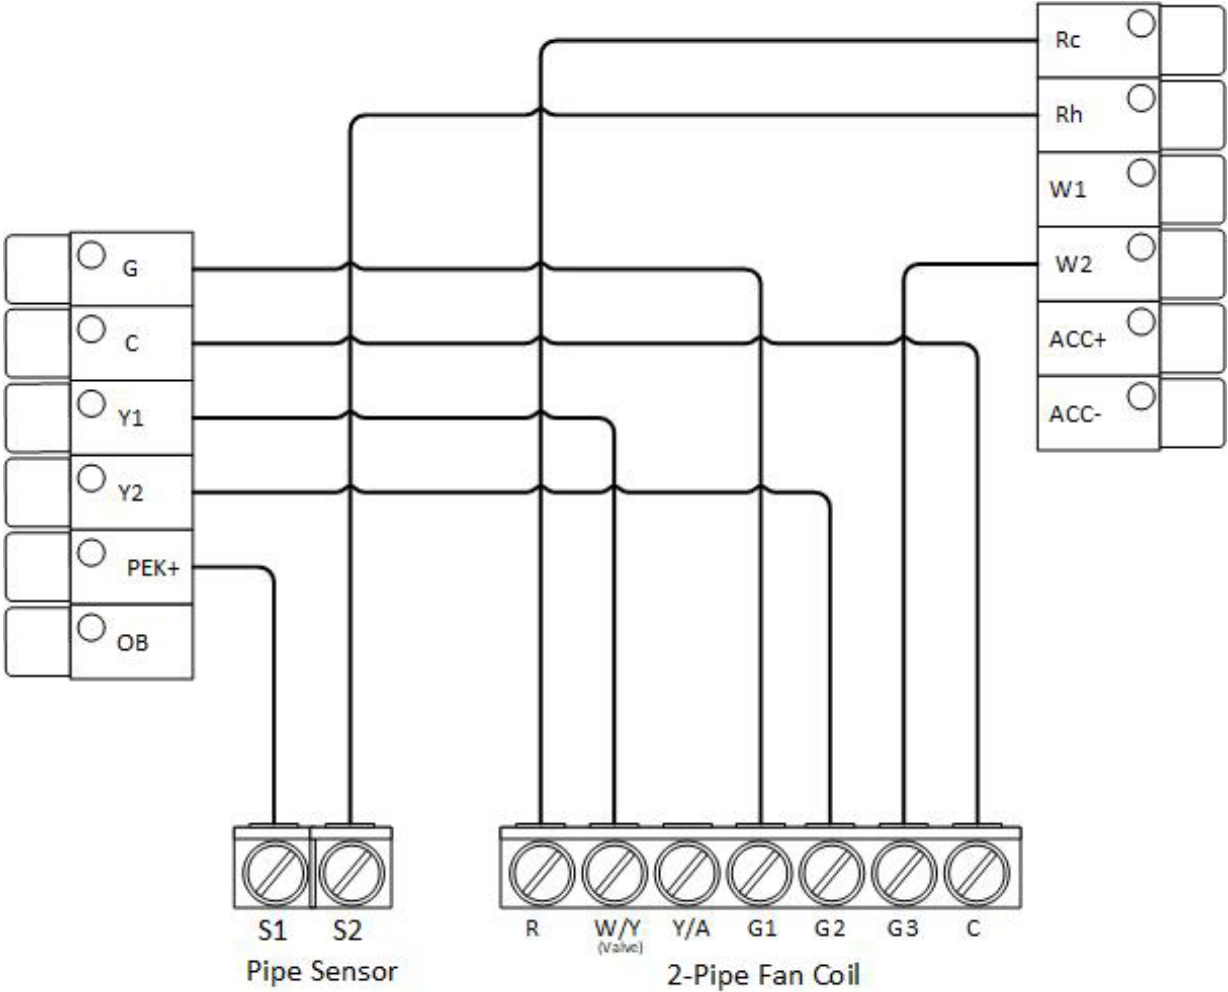 Rc
Rh
W1
W2
ACC+
ACC-
G
C
Y1
Y2
PEK+
OB
S1 S2
Pipe Sensor
R W/Y Y/A G1 G2 G3 C
(Valve)
2-Pipe Fan Coil